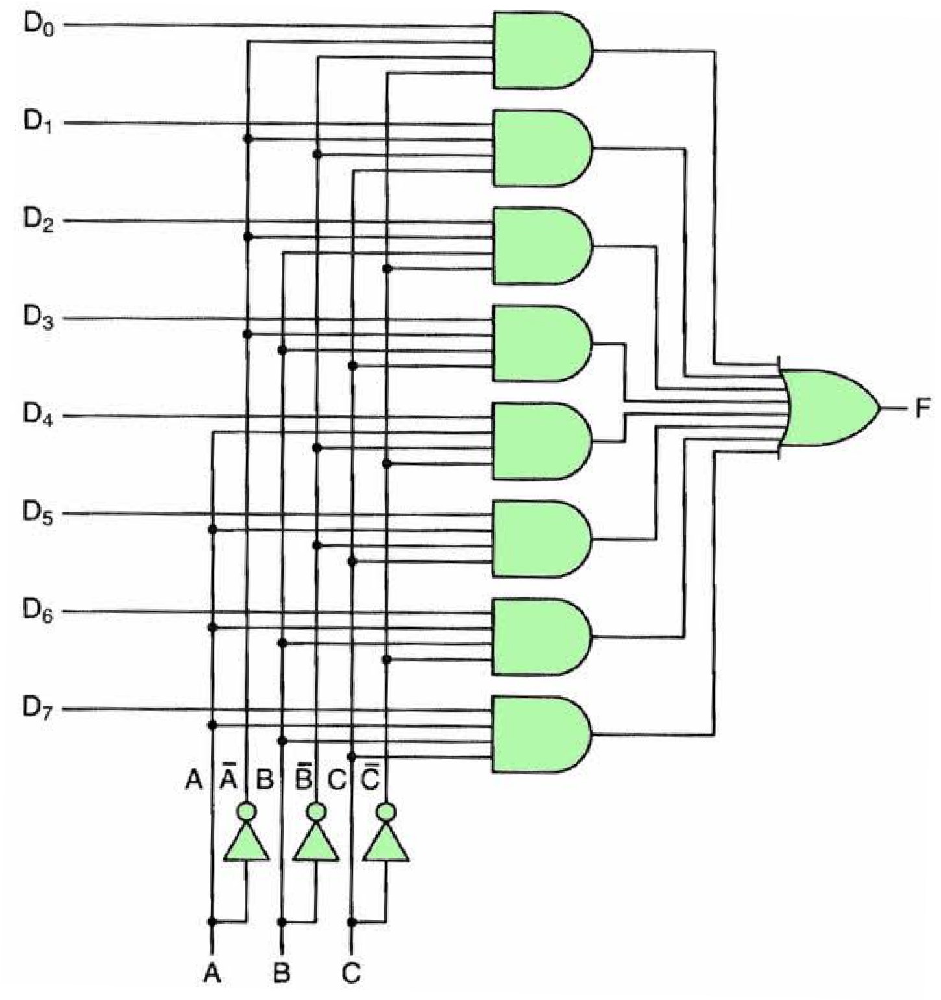 D₀
D₁
D₂
D₃
D₄
F
D₅
D₆
D₇
A A̅ B B̅ C C̅
A B C